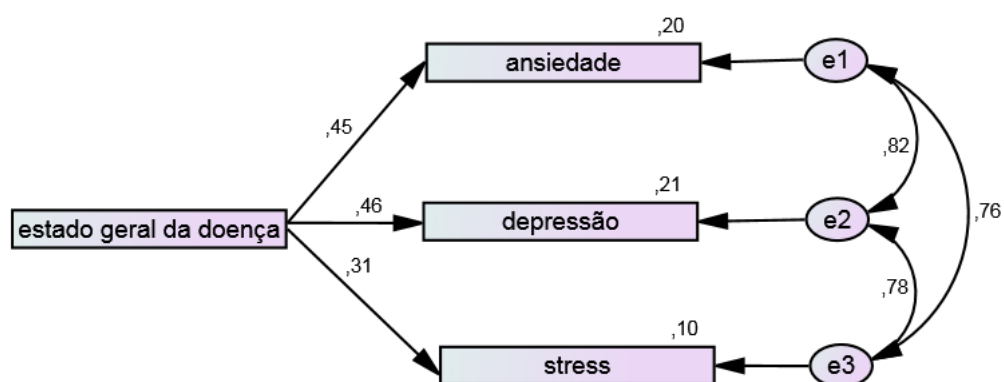 ,20
ansiedade
e1
,45
,82
,21
,46
depressão
e2
,76
estado geral da doença
,31
,78
,10
stress
e3